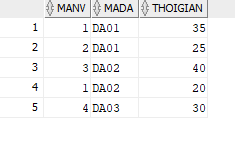 MANV MADA THOIGIAN
1 1 DA01 35
2 2 DA01 25
3 3 DA02 40
4 1 DA02 20
5 4 DA03 30